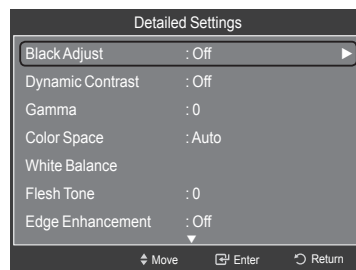 Detailed Settings
Black Adjust : Off
Dynamic Contrast : Off
Gamma : 0
Color Space : Auto
White Balance
Flesh Tone : 0
Edge Enhancement : Off
Move Enter Return